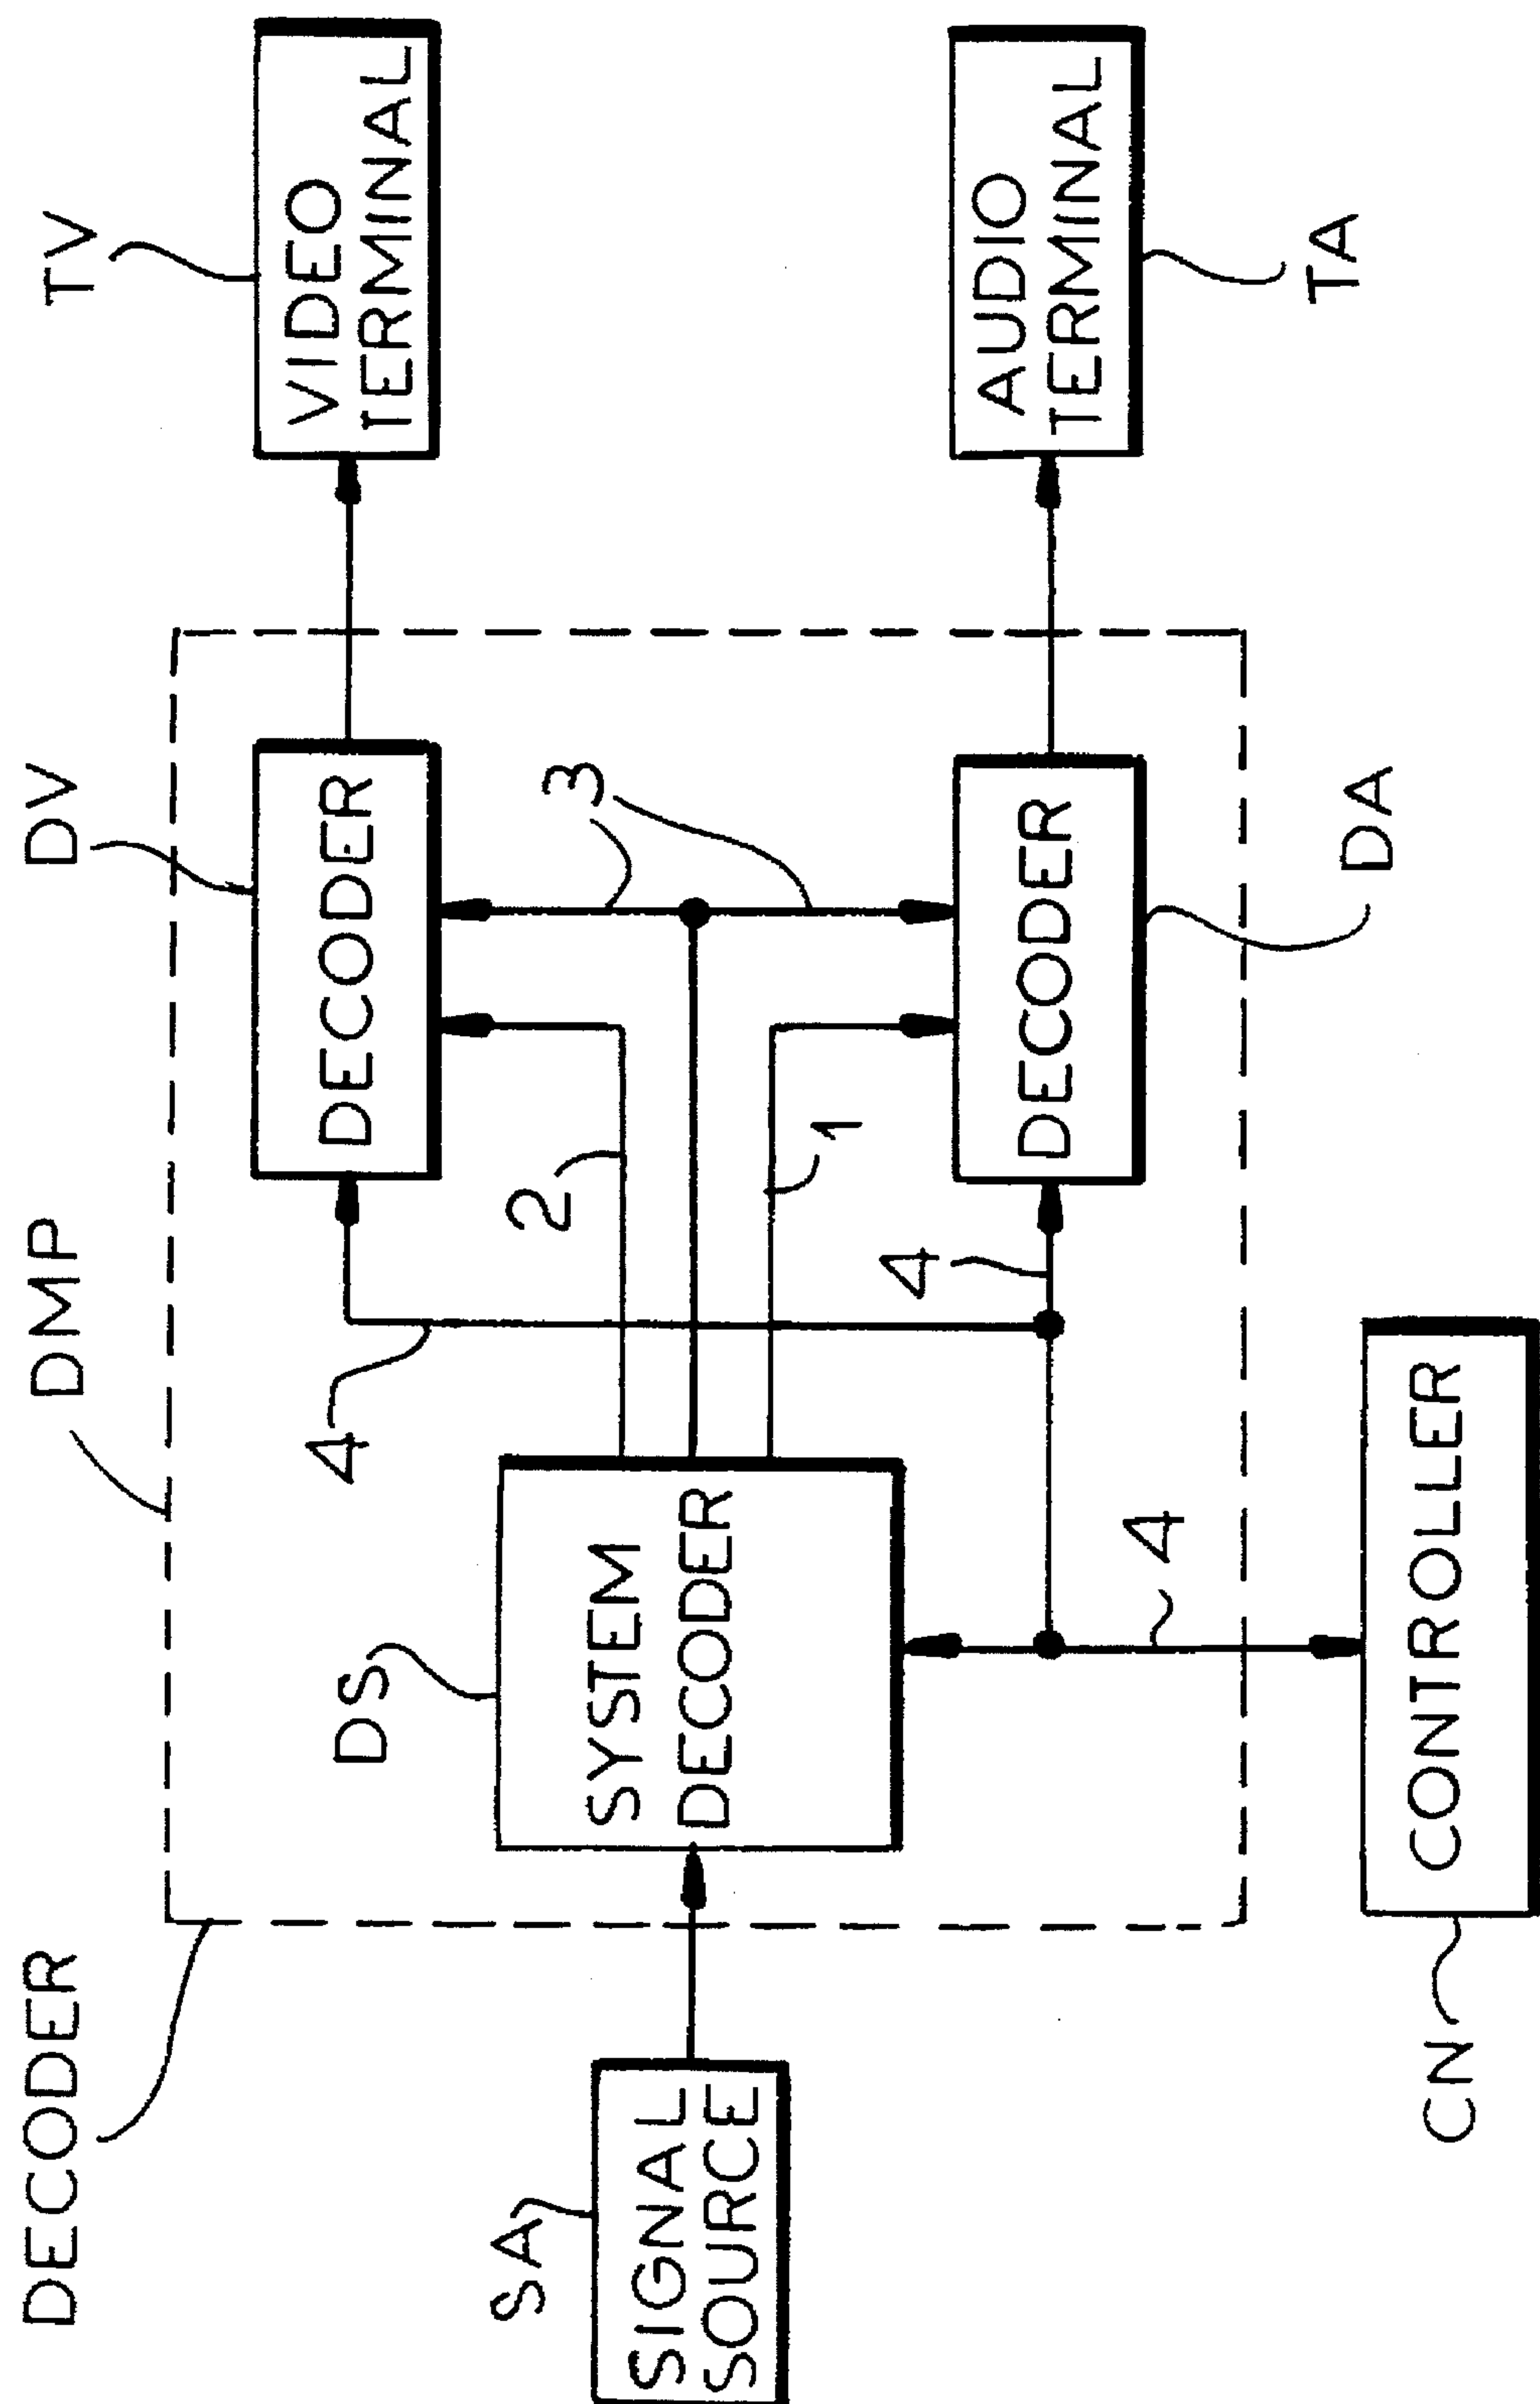 DECODER
DMP
DV
TV
SA
SIGNAL
SOURCE
DS
SYSTEM
DECODER
4
2
1
4
4
3
DECODER
DECODER
VIDEO
TERMINAL
AUDIO
TERMINAL
DA
TA
CONTROLLER
CN